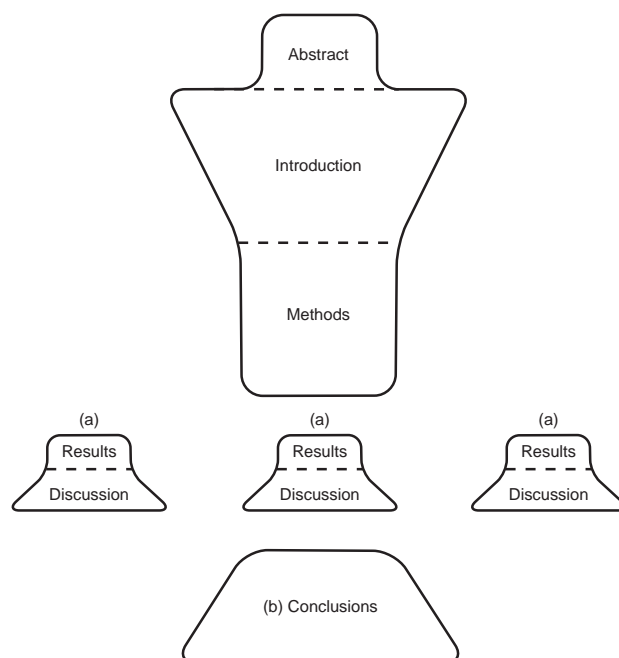 Abstract
Introduction
Methods
(a) (a) (a)
Results Results Results
Discussion Discussion Discussion
(b) Conclusions